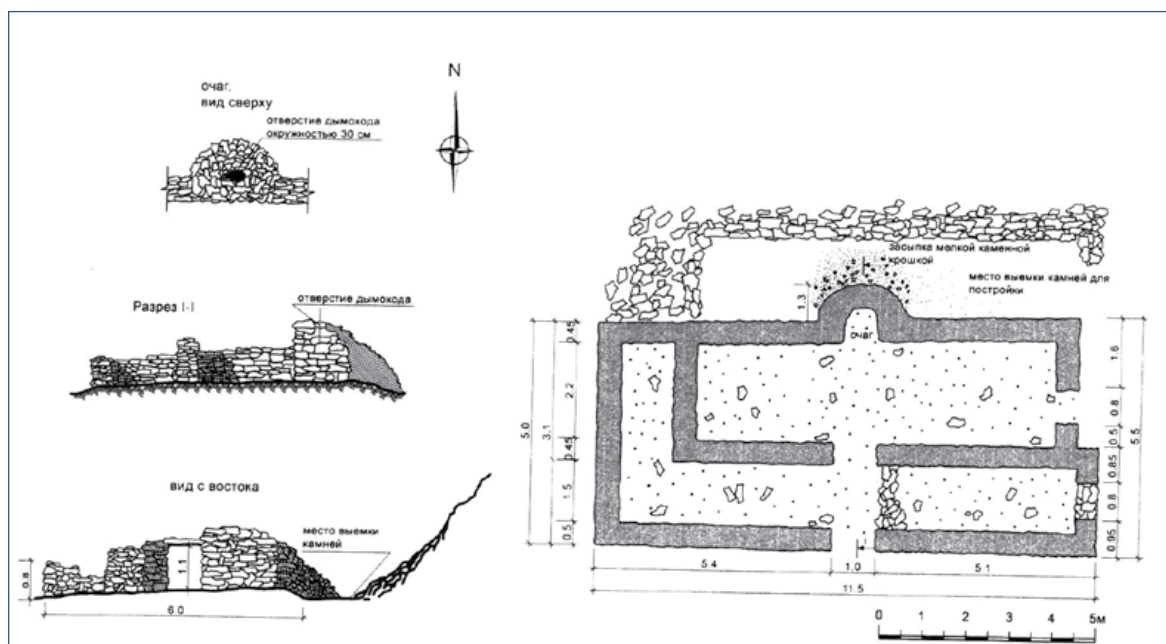 очаг.
вид сверху
отверстие дымохода
окружностью 30 см
N
Разрез I-I
отверстие дымохода
вид с востока
место выемки
камней
1.1
0.8
6.0
засыпка мелкой каменной
крошкой
место выемки камней для
постройки
1.3
очаг
0.45
2.2
0.45
1.5
0.5
3.1
5.0
1.6
0.8
0.5
0.85
0.8
0.95
5.5
5.4
1.0
5.1
11.5
0 1 2 3 4 5м